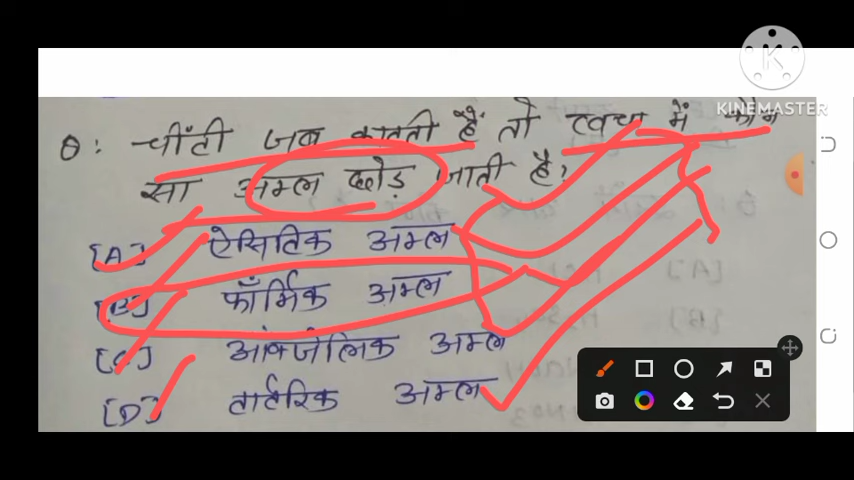 KINEMASTER
Q: चींटी जब काटती हैं तो त्वचा में कौन
सा अम्ल छोड़ जाती है?
[A] ऐसिटिक अम्ल
[B] फॉर्मिक अम्ल
[C] ऑक्जेलिक अम्ल
[D] टार्टरिक अम्ल